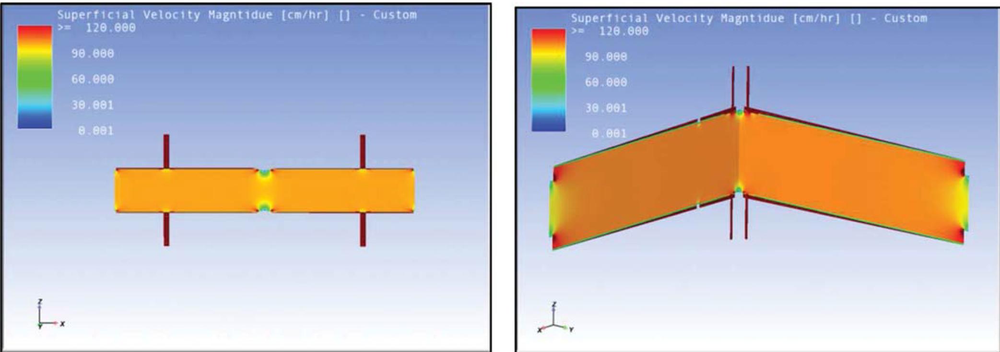 Superficial Velocity Magntidue [cm/hr] [] - Custom
>= 120.000
90.000
60.000
30.001
0.001
Z
Y X
Superficial Velocity Magntidue [cm/hr] [] - Custom
>= 120.000
90.000
60.000
30.001
0.001
Z
X Y